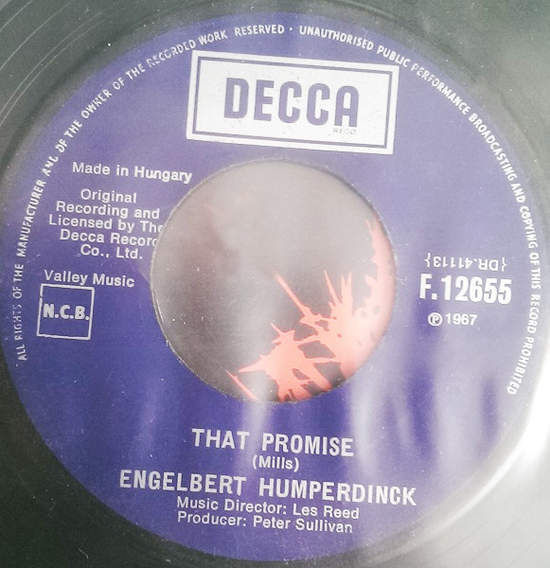 ALL RIGHTS OF THE MANUFACTURER AND OF THE OWNER OF THE RECORDED WORK RESERVED · UNAUTHORISED PUBLIC PERFORMANCE BROADCASTING AND COPYING OF THIS RECORD PROHIBITED
DECCA
Made in Hungary
Original
Recording and
Licensed by The
Decca Record
Co., Ltd.
Valley Music
N.C.B.
{DR.41113}
F.12655
℗ 1967
THAT PROMISE
(Mills)
ENGELBERT HUMPERDINCK
Music Director: Les Reed
Producer: Peter Sullivan